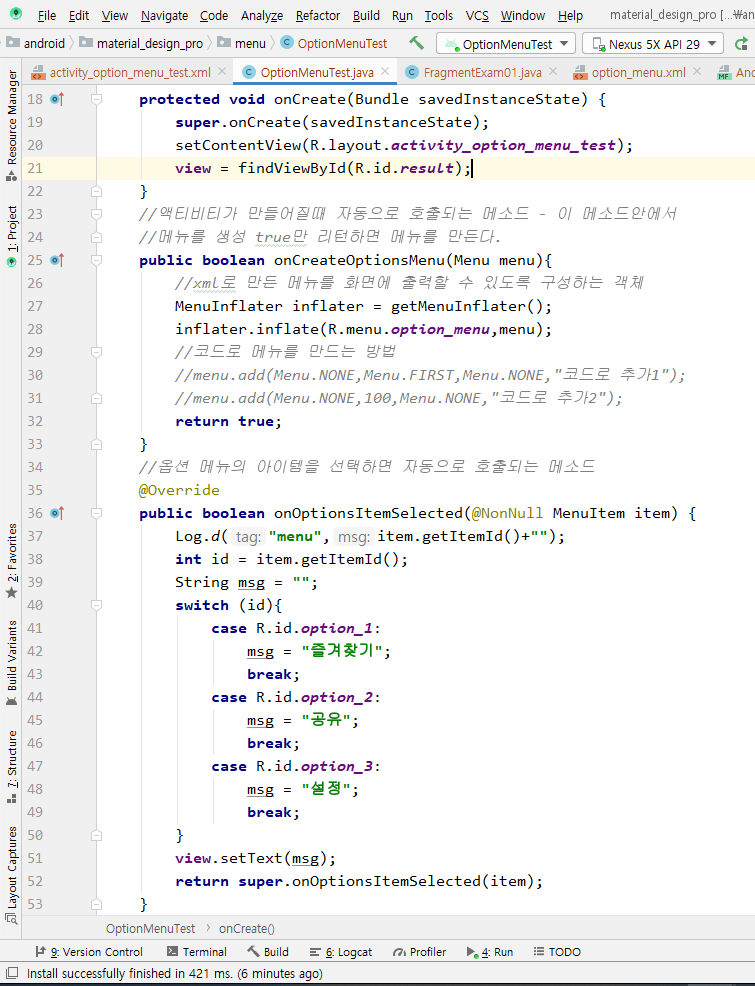 File Edit View Navigate Code Analyze Refactor Build Run Tools VCS Window Help material_design_pro [...₩an
android material_design_pro menu OptionMenuTest OptionMenuTest Nexus 5X API 29
activity_option_menu_test.xml OptionMenuTest.java FragmentExam01.java option_menu.xml And
18 protected void onCreate(Bundle savedInstanceState) {
19 super.onCreate(savedInstanceState);
20 setContentView(R.layout.activity_option_menu_test);
21 view = findViewById(R.id.result);
22 }
23 //액티비티가 만들어질때 자동으로 호출되는 메소드 - 이 메소드안에서
24 //메뉴를 생성 true만 리턴하면 메뉴를 만든다.
25 public boolean onCreateOptionsMenu(Menu menu){
26 //xml로 만든 메뉴를 화면에 출력할 수 있도록 구성하는 객체
27 MenuInflater inflater = getMenuInflater();
28 inflater.inflate(R.menu.option_menu,menu);
29 //코드로 메뉴를 만드는 방법
30 //menu.add(Menu.NONE,Menu.FIRST,Menu.NONE,"코드로 추가1");
31 //menu.add(Menu.NONE,100,Menu.NONE,"코드로 추가2");
32 return true;
33 }
34 //옵션 메뉴의 아이템을 선택하면 자동으로 호출되는 메소드
35 @Override
36 public boolean onOptionsItemSelected(@NonNull MenuItem item) {
37 Log.d( tag: "menu", msg: item.getItemId()+"");
38 int id = item.getItemId();
39 String msg = "";
40 switch (id){
41 case R.id.option_1:
42 msg = "즐겨찾기";
43 break;
44 case R.id.option_2:
45 msg = "공유";
46 break;
47 case R.id.option_3:
48 msg = "설정";
49 break;
50 }
51 view.setText(msg);
52 return super.onOptionsItemSelected(item);
53 }
Resource Manager
1: Project
2: Favorites
Build Variants
7: Structure
Layout Captures
OptionMenuTest onCreate()
9: Version Control Terminal Build 6: Logcat Profiler 4: Run TODO
Install successfully finished in 421 ms. (6 minutes ago)